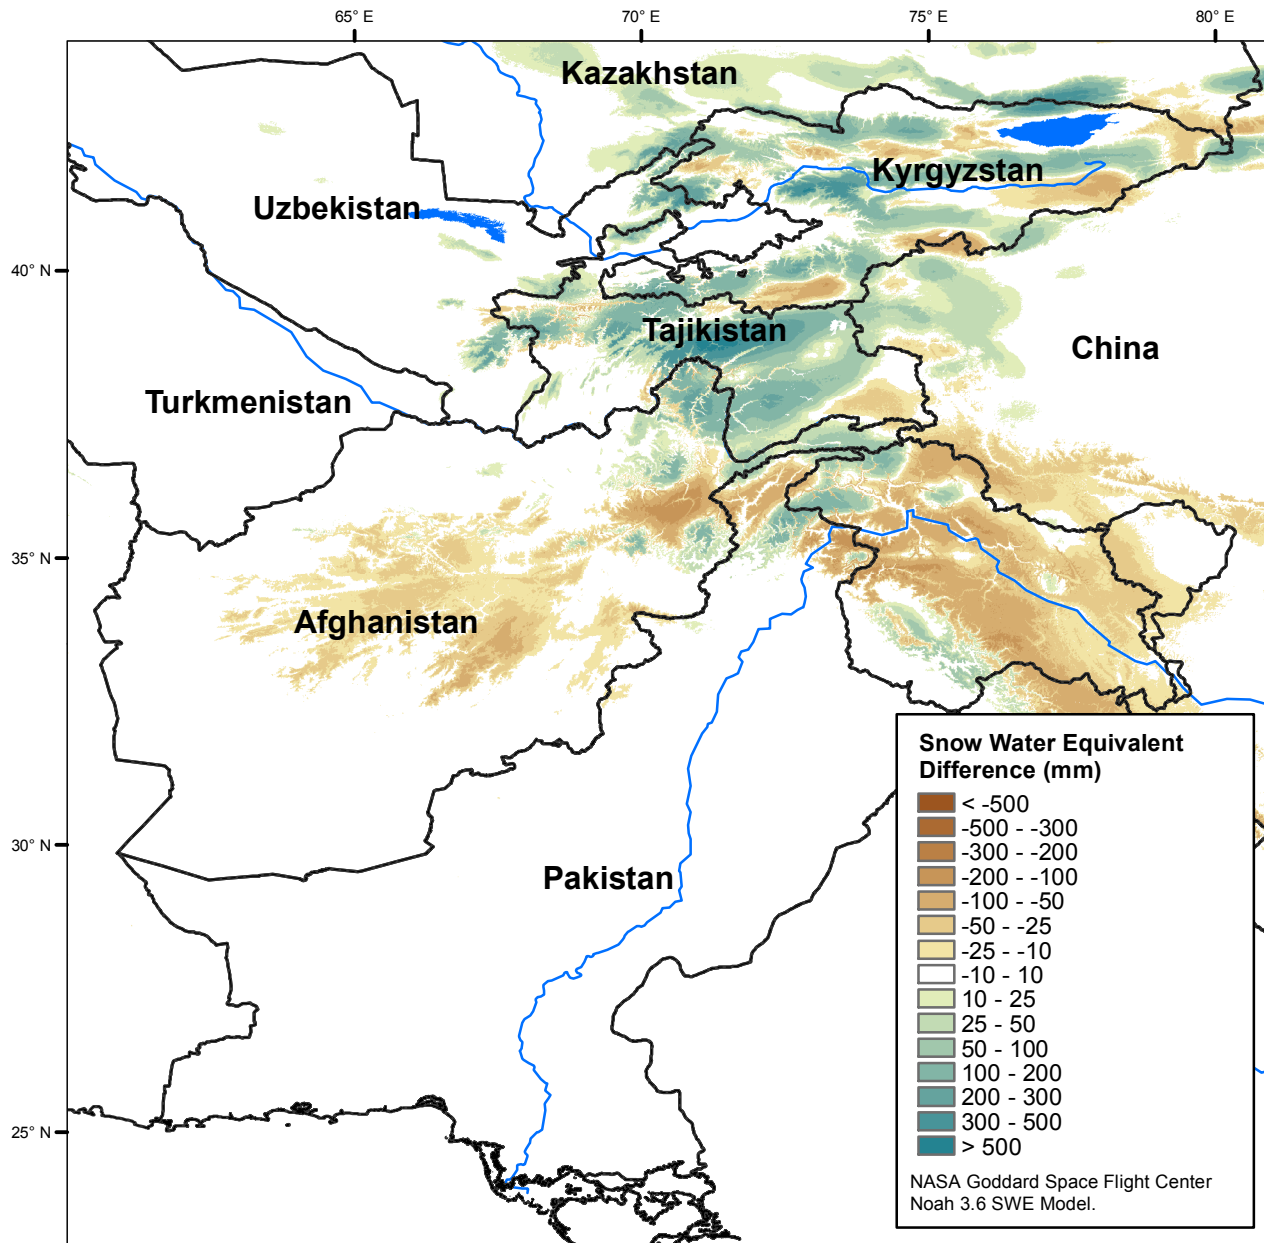 65° E
70° E
75° E
80° E
Kazakhstan
Kyrgyzstan
Uzbekistan
40° N
Tajikistan
China
Turkmenistan
35° N
Afghanistan
30° N
Pakistan
25° N
Snow Water Equivalent
Difference (mm)
< -500
-500 - -300
-300 - -200
-200 - -100
-100 - -50
-50 - -25
-25 - -10
-10 - 10
10 - 25
25 - 50
50 - 100
100 - 200
200 - 300
300 - 500
> 500
NASA Goddard Space Flight Center
Noah 3.6 SWE Model.